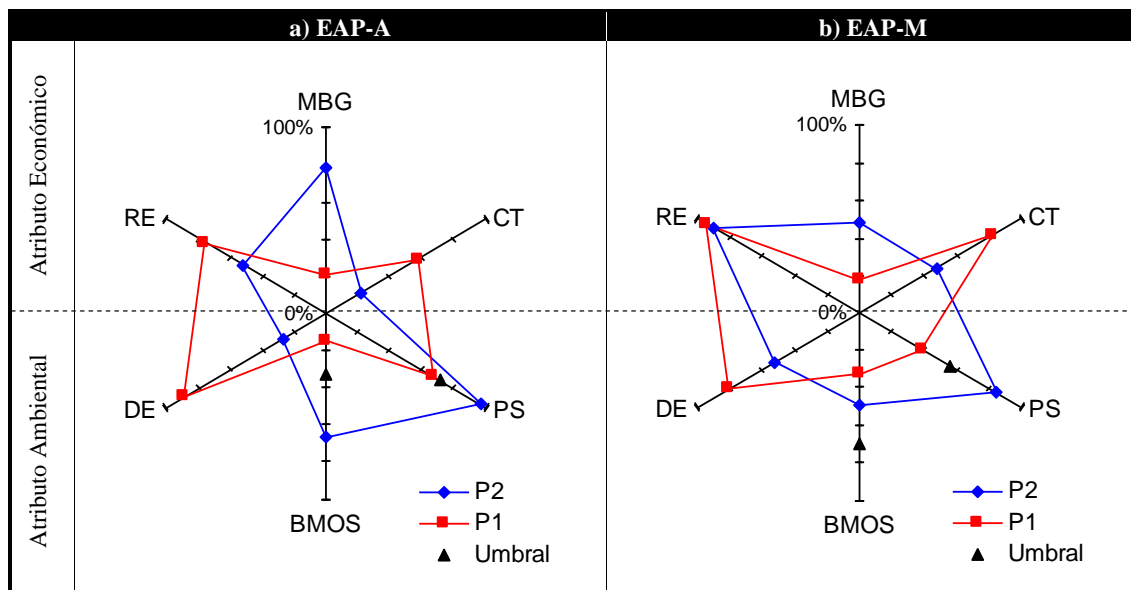 a) EAP-A
b) EAP-M
Atributo Económico
Atributo Ambiental
MBG
100%
RE
CT
0%
DE
PS
BMOS
P2
P1
Umbral
MBG
100%
RE
CT
0%
DE
PS
BMOS
P2
P1
Umbral